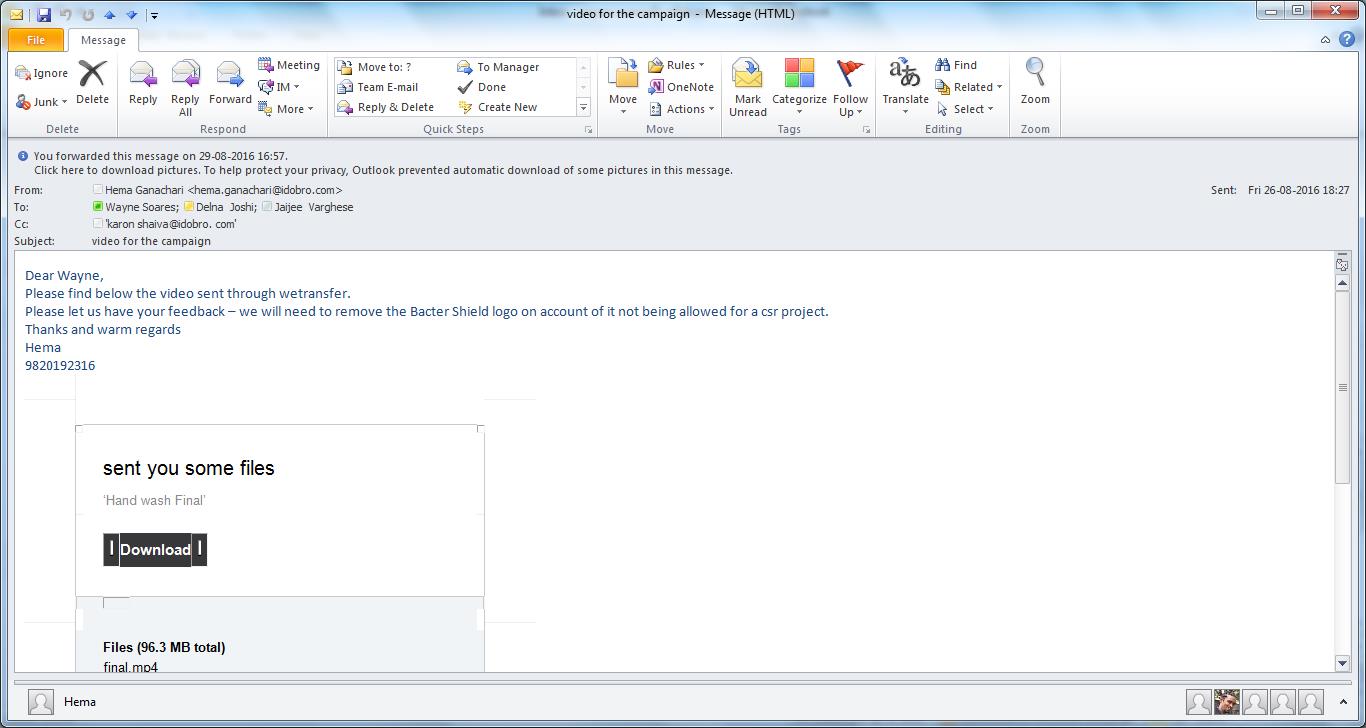 video for the campaign - Message (HTML)
File
Message
Ignore
Junk
Delete
Delete
Reply
Reply All
Forward
Meeting
IM
More
Respond
Move to: ?
Team E-mail
Reply & Delete
To Manager
Done
Create New
Quick Steps
Move
Rules
OneNote
Actions
Move
Mark Unread
Categorize
Follow Up
Tags
Translate
Find
Related
Select
Editing
Zoom
Zoom
You forwarded this message on 29-08-2016 16:57.
Click here to download pictures. To help protect your privacy, Outlook prevented automatic download of some pictures in this message.
From: Hema Ganachari <hema.ganachari@idobro.com> Sent: Fri 26-08-2016 18:27
To: Wayne Soares; Delna Joshi; Jaijee Varghese
Cc: 'karon shaiva@idobro. com'
Subject: video for the campaign
Dear Wayne,
Please find below the video sent through wetransfer.
Please let us have your feedback – we will need to remove the Bacter Shield logo on account of it not being allowed for a csr project.
Thanks and warm regards
Hema
9820192316
sent you some files
‘Hand wash Final’
Download
Files (96.3 MB total)
final.mp4
Hema